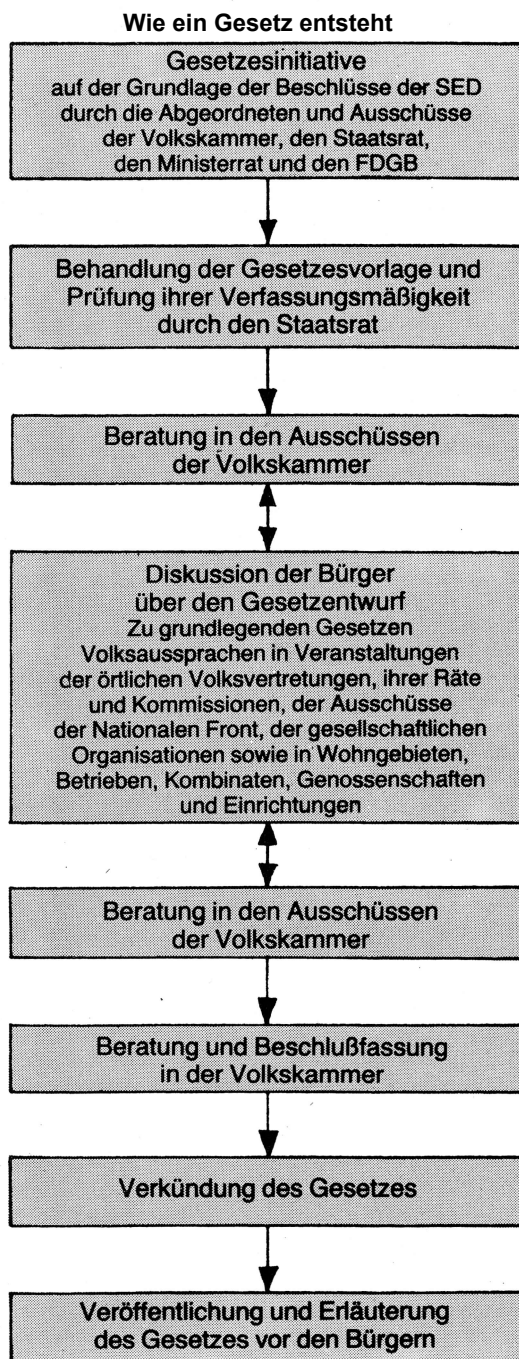 Wie ein Gesetz entsteht
Gesetzesinitiative
auf der Grundlage der Beschlüsse der SED
durch die Abgeordneten und Ausschüsse
der Volkskammer, den Staatsrat,
den Ministerrat und den FDGB
Behandlung der Gesetzesvorlage und
Prüfung ihrer Verfassungsmäßigkeit
durch den Staatsrat
Beratung in den Ausschüssen
der Volkskammer
Diskussion der Bürger
über den Gesetzentwurf
Zu grundlegenden Gesetzen
Volksaussprachen in Veranstaltungen
der örtlichen Volksvertretungen, ihrer Räte
und Kommissionen, der Ausschüsse
der Nationalen Front, der gesellschaftlichen
Organisationen sowie in Wohngebieten,
Betrieben, Kombinaten, Genossenschaften
und Einrichtungen
Beratung in den Ausschüssen
der Volkskammer
Beratung und Beschlußfassung
in der Volkskammer
Verkündung des Gesetzes
Veröffentlichung und Erläuterung
des Gesetzes vor den Bürgern